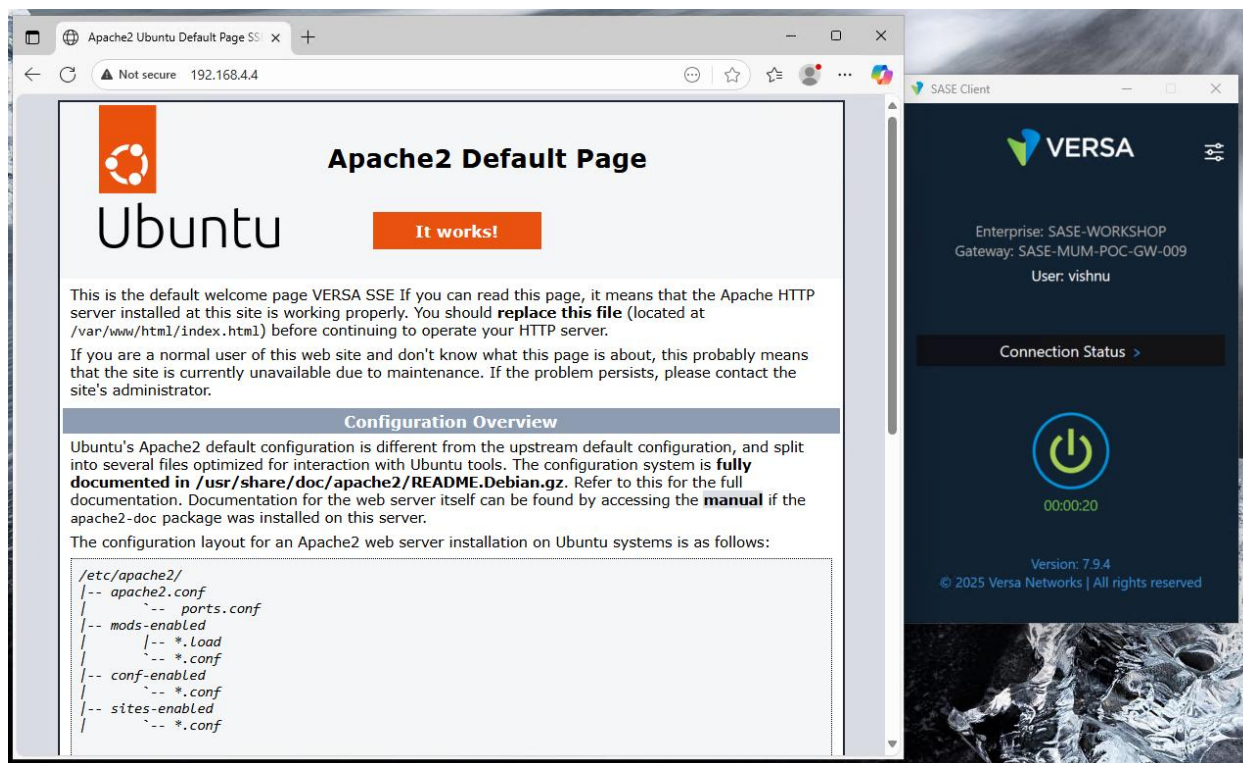 Apache2 Ubuntu Default Page SS
Not secure 192.168.4.4
Ubuntu
Apache2 Default Page
It works!
This is the default welcome page VERSA SSE If you can read this page, it means that the Apache HTTP
server installed at this site is working properly. You should replace this file (located at
/var/www/html/index.html) before continuing to operate your HTTP server.
If you are a normal user of this web site and don't know what this page is about, this probably means
that the site is currently unavailable due to maintenance. If the problem persists, please contact the
site's administrator.
Configuration Overview
Ubuntu's Apache2 default configuration is different from the upstream default configuration, and split
into several files optimized for interaction with Ubuntu tools. The configuration system is fully
documented in /usr/share/doc/apache2/README.Debian.gz. Refer to this for the full
documentation. Documentation for the web server itself can be found by accessing the manual if the
apache2-doc package was installed on this server.
The configuration layout for an Apache2 web server installation on Ubuntu systems is as follows:
/etc/apache2/
|-- apache2.conf
|       `--  ports.conf
|-- mods-enabled
|       |-- *.load
|       `-- *.conf
|-- conf-enabled
|       `-- *.conf
|-- sites-enabled
|       `-- *.conf
SASE Client
VERSA
Enterprise: SASE-WORKSHOP
Gateway: SASE-MUM-POC-GW-009
User: vishnu
Connection Status >
00:00:20
Version: 7.9.4
© 2025 Versa Networks | All rights reserved